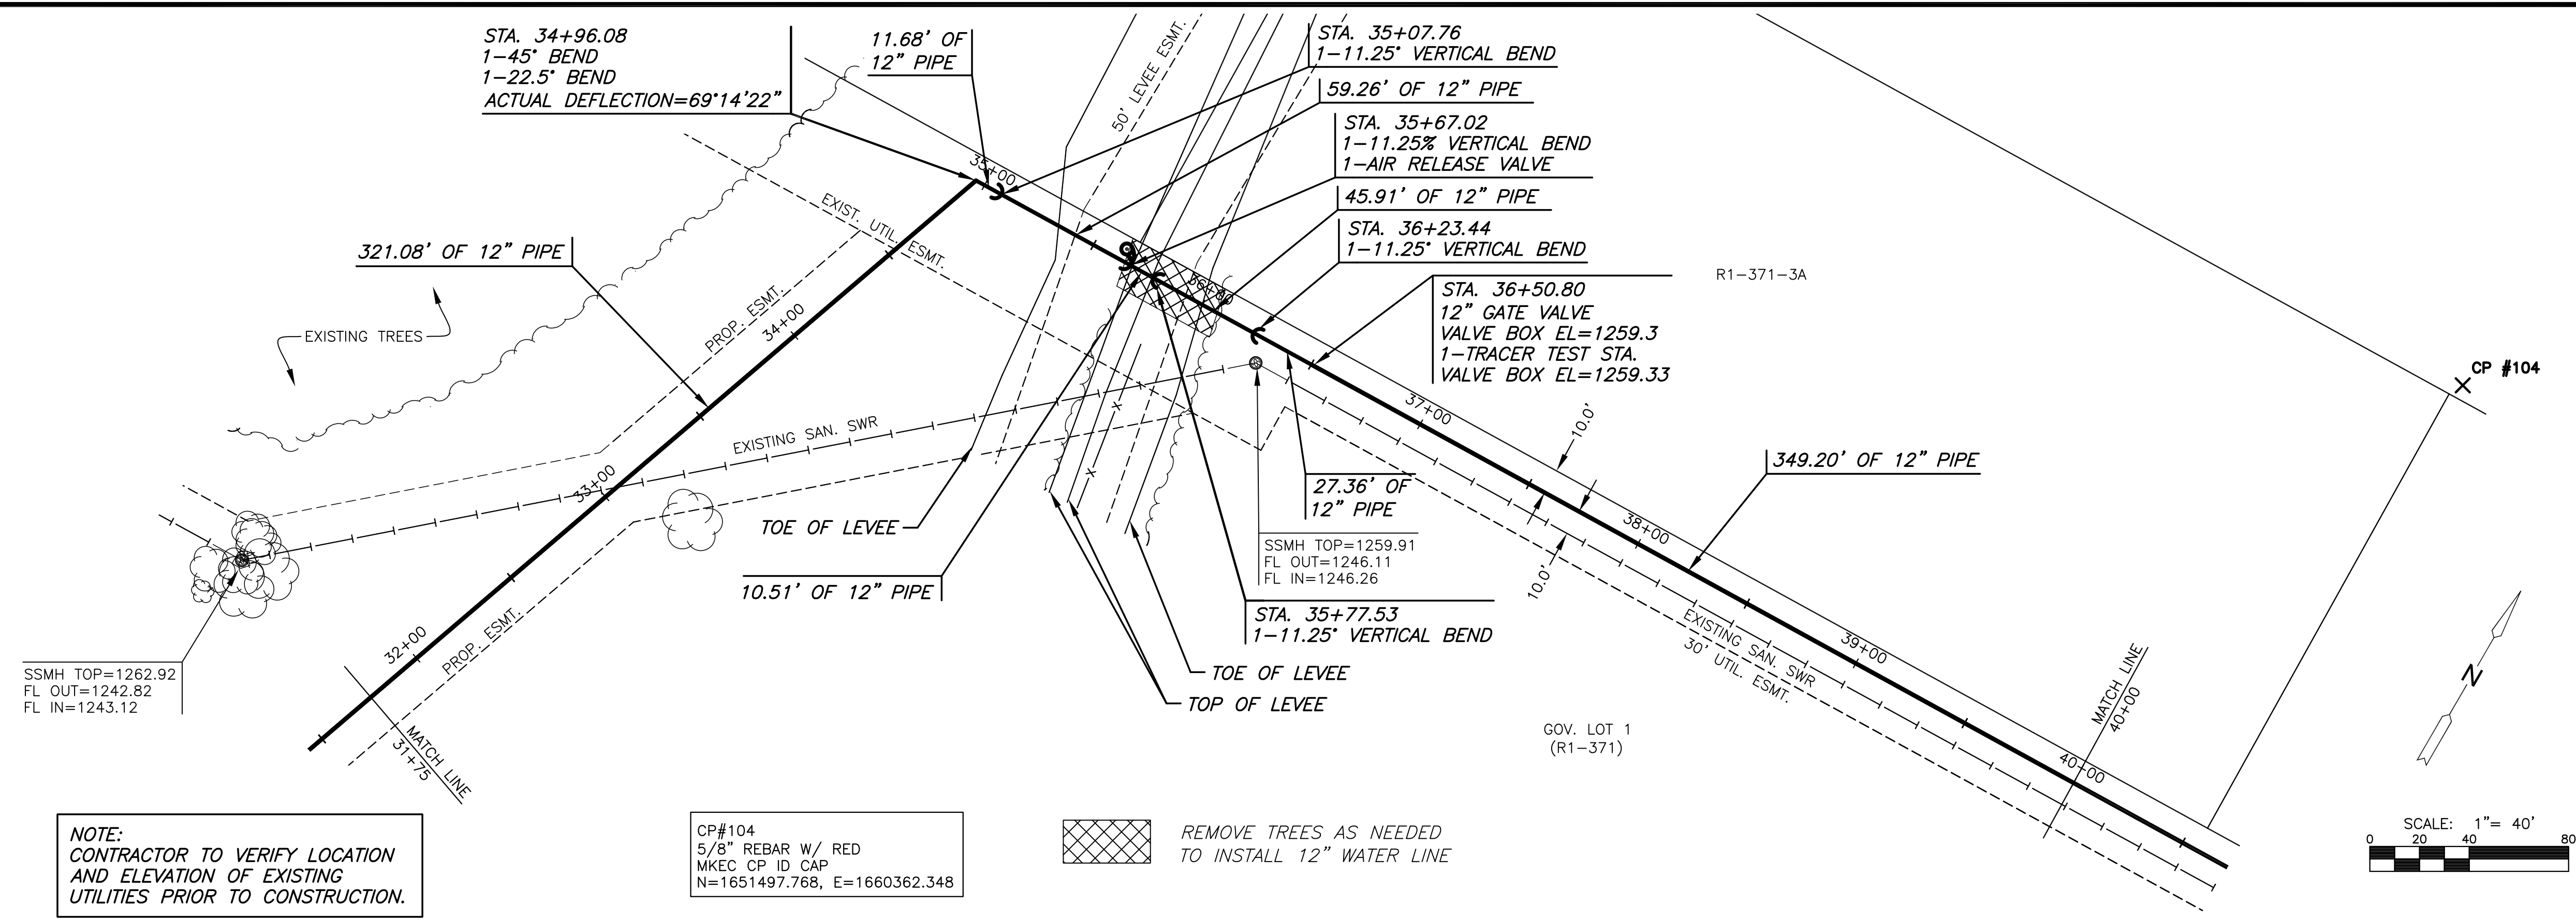 STA. 34+96.08
1-45° BEND
1-22.5° BEND
ACTUAL DEFLECTION=69°14'22"
11.68' OF
12" PIPE
50' LEVEE ESMT.
STA. 35+07.76
1-11.25° VERTICAL BEND
59.26' OF 12" PIPE
STA. 35+67.02
1-11.25% VERTICAL BEND
1-AIR RELEASE VALVE
45.91' OF 12" PIPE
STA. 36+23.44
1-11.25° VERTICAL BEND
STA. 36+50.80
12" GATE VALVE
VALVE BOX EL=1259.3
1-TRACER TEST STA.
VALVE BOX EL=1259.33
R1-371-3A
CP #104
35+00
EXIST. UTIL. ESMT.
321.08' OF 12" PIPE
EXISTING TREES
PROP. ESMT.
34+00
36+00
37+00
10.0'
349.20' OF 12" PIPE
EXISTING SAN. SWR
33+00
TOE OF LEVEE
X
X
27.36' OF
12" PIPE
38+00
SSMH TOP=1259.91
FL OUT=1246.11
FL IN=1246.26
10.0'
10.51' OF 12" PIPE
STA. 35+77.53
1-11.25° VERTICAL BEND
TOE OF LEVEE
TOP OF LEVEE
EXISTING SAN. SWR
30' UTIL. ESMT.
39+00
32+00
PROP. ESMT.
SSMH TOP=1262.92
FL OUT=1242.82
FL IN=1243.12
MATCH LINE
31+75
GOV. LOT 1
(R1-371)
MATCH LINE
40+00
40+00
N
NOTE:
CONTRACTOR TO VERIFY LOCATION
AND ELEVATION OF EXISTING
UTILITIES PRIOR TO CONSTRUCTION.
CP#104
5/8" REBAR W/ RED
MKEC CP ID CAP
N=1651497.768, E=1660362.348
REMOVE TREES AS NEEDED
TO INSTALL 12" WATER LINE
SCALE: 1"= 40'
0 20 40 80